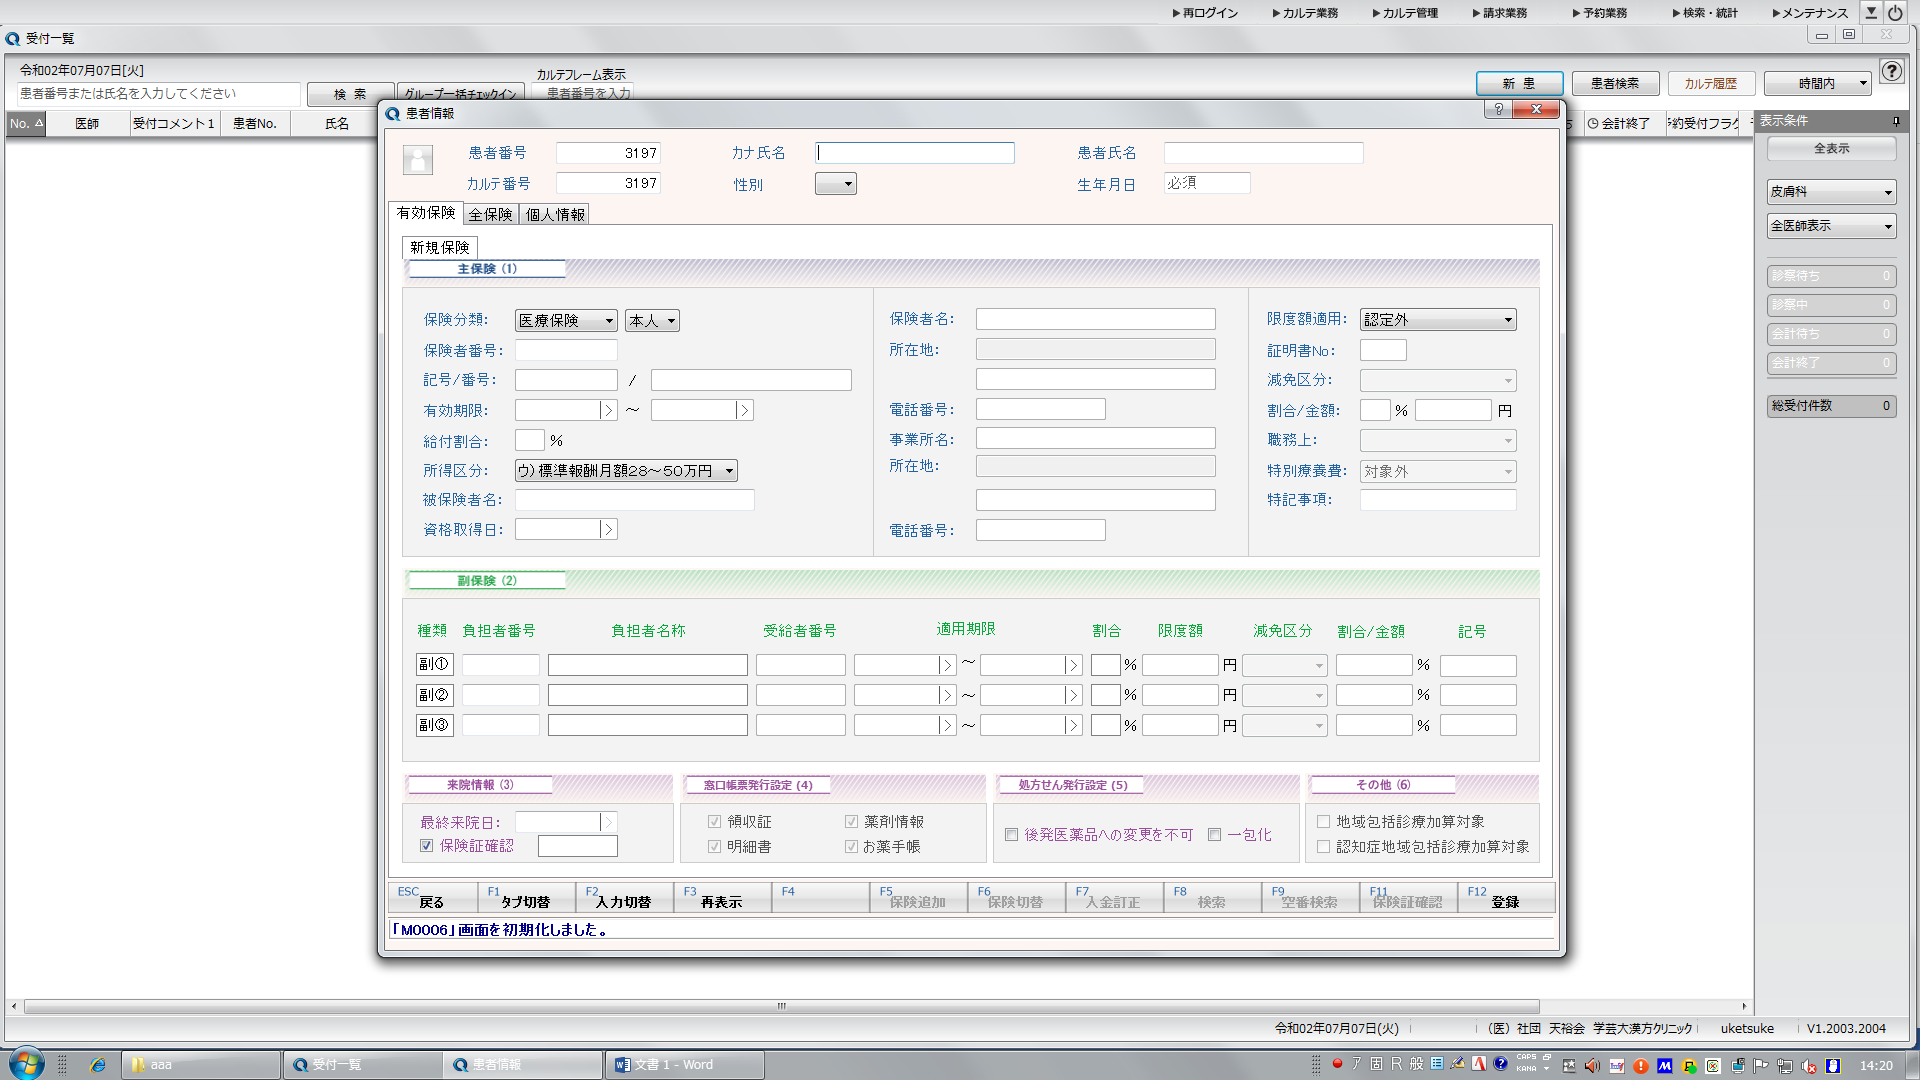 ▶再ログイン ▶カルテ業務 ▶カルテ管理 ▶請求業務 ▶予約業務 ▶検索・統計 ▶メンテナンス
受付一覧
令和02年07月07日[火]
カルテフレーム表示
患者番号または氏名を入力してください 検 索 グループ一括チェックイン 患者番号を入力
新 患 患者検索 カルテ履歴 時間内
No. 医師 受付コメント1 患者No. 氏名 会計終了
表示条件
全表示
皮膚科
全医師表示
診察待ち 0
診察中 0
会計待ち 0
会計終了 0
総受付件数 0
患者情報
患者番号 3197 カナ氏名 患者氏名
カルテ番号 3197 性別 生年月日 必須
有効保険 全保険 個人情報
新規保険
主保険 (1)
保険分類: 医療保険 本人 保険者名: 限度額適用: 認定外
保険者番号: 所在地: 証明書No:
記号/番号: / 減免区分:
有効期限: ～ 電話番号: 割合/金額: % 円
給付割合: % 事業所名: 職務上:
所得区分: ウ)標準報酬月額28～50万円 所在地: 特別療養費: 対象外
被保険者名: 特記事項:
資格取得日: 電話番号:
副保険 (2)
種類 負担者番号 負担者名称 受給者番号 適用期限 割合 限度額 減免区分 割合/金額 記号
副① ～ % 円 %
副② ～ % 円 %
副③ ～ % 円 %
来院情報 (3) 窓口帳票発行設定 (4) 処方せん発行設定 (5) その他 (6)
最終来院日: 領収証 薬剤情報 後発医薬品への変更を不可 一包化 地域包括診療加算対象
保険証確認 明細書 お薬手帳 認知症地域包括診療加算対象
ESC 戻る F1 タブ切替 F2 入力切替 F3 再表示 F4 F5 保険追加 F6 保険切替 F7 入金訂正 F8 検索 F9 空番検索 F11 保険証確認 F12 登録
「M0006」画面を初期化しました。
令和02年07月07日(火) (医) 社団 天裕会 学芸大漢方クリニック uketsuke V1.2003.2004
aaa 受付一覧 患者情報 文書 1 - Word ア 固 R 般 CAPS KANA 14:20